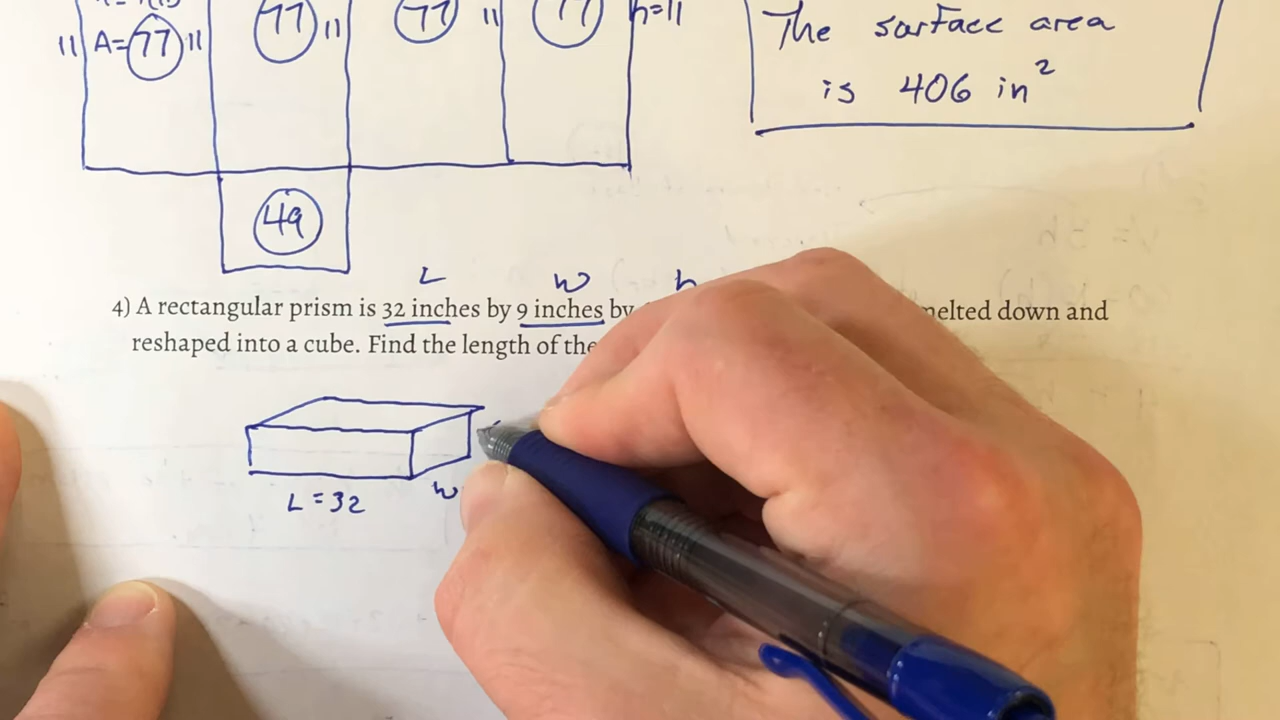 77 77 77 77
11 A= 11 11 11 h=11
The surface area
is 406 in²
49
L w h
4) A rectangular prism is 32 inches by 9 inches by melted down and
reshaped into a cube. Find the length of the
L = 32 w